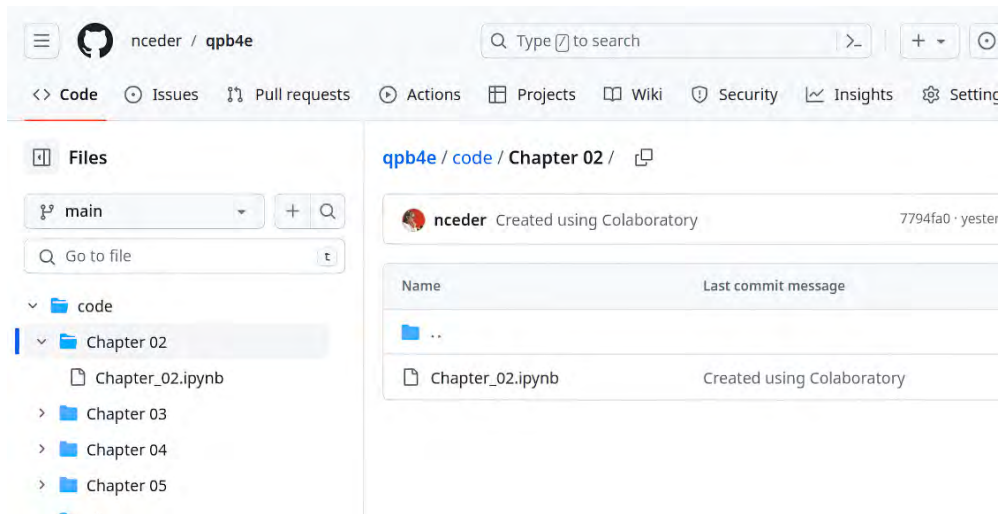 nceder / qpb4e
Type / to search
<> Code Issues Pull requests Actions Projects Wiki Security Insights Setting
Files
qpb4e / code / Chapter 02 /
main
nceder Created using Colaboratory 7794fa0 · yester
Go to file t
Name Last commit message
code
..
Chapter 02
Chapter_02.ipynb
Chapter_02.ipynb Created using Colaboratory
Chapter 03
Chapter 04
Chapter 05